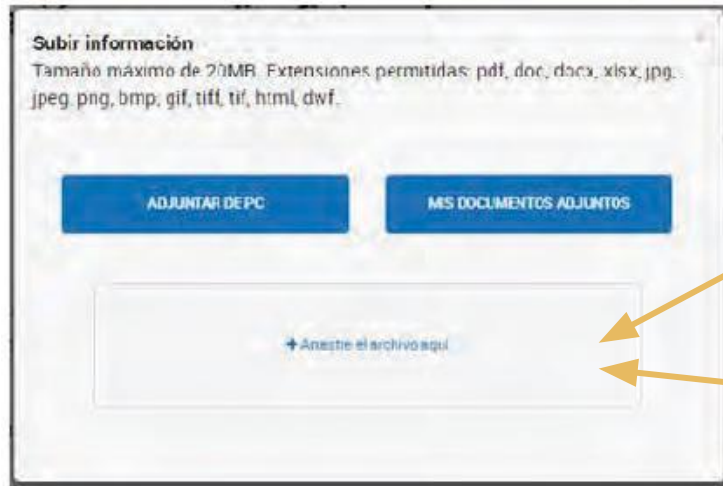 Subir información
Tamaño máximo de 20MB. Extensiones permitidas: pdf, doc, docx, xlsx, jpg,
jpeg, png, bmp, gif, tiff, tif, html, dwf.
ADJUNTAR DE PC
MIS DOCUMENTOS ADJUNTOS
+ Arrastre el archivo aquí